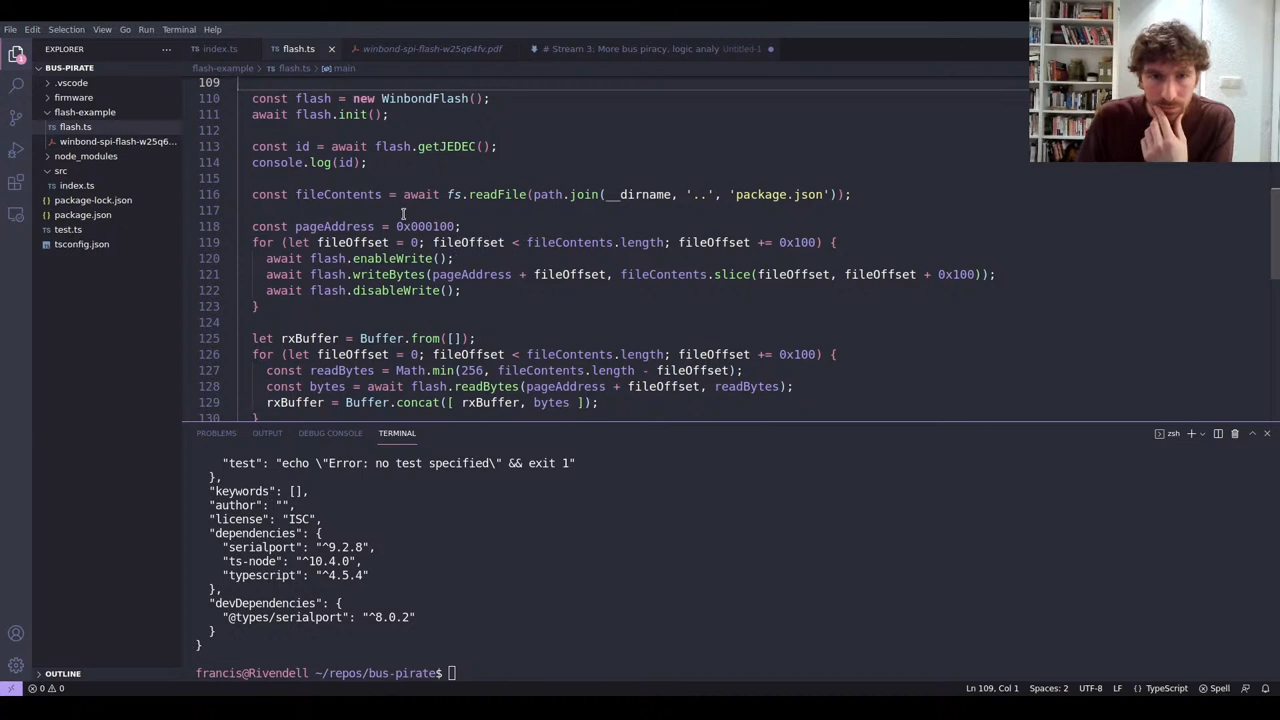 File Edit Selection View Go Run Terminal Help
EXPLORER
index.ts
flash.ts
winbond-spi-flash-w25q64fv.pdf
# Stream 3: More bus piracy. logic analy Untitled-1
BUS-PIRATE
flash-example > flash.ts > main
.vscode
firmware
flash-example
flash.ts
winbond-spi-flash-w25q6...
node_modules
src
index.ts
package-lock.json
package.json
test.ts
tsconfig.json
OUTLINE
109
110 const flash = new WinbondFlash();
111 await flash.init();
112
113 const id = await flash.getJEDEC();
114 console.log(id);
115
116 const fileContents = await fs.readFile(path.join(__dirname, '..', 'package.json'));
117
118 const pageAddress = 0x000100;
119 for (let fileOffset = 0; fileOffset < fileContents.length; fileOffset += 0x100) {
120 await flash.enableWrite();
121 await flash.writeBytes(pageAddress + fileOffset, fileContents.slice(fileOffset, fileOffset + 0x100));
122 await flash.disableWrite();
123 }
124
125 let rxBuffer = Buffer.from([]);
126 for (let fileOffset = 0; fileOffset < fileContents.length; fileOffset += 0x100) {
127 const readBytes = Math.min(256, fileContents.length - fileOffset);
128 const bytes = await flash.readBytes(pageAddress + fileOffset, readBytes);
129 rxBuffer = Buffer.concat([ rxBuffer, bytes ]);
130 }
PROBLEMS OUTPUT DEBUG CONSOLE TERMINAL
zsh
"test": "echo \"Error: no test specified\" && exit 1"
},
"keywords": [],
"author": "",
"license": "ISC",
"dependencies": {
"serialport": "^9.2.8",
"ts-node": "^10.4.0",
"typescript": "^4.5.4"
},
"devDependencies": {
"@types/serialport": "^8.0.2"
}
}
francis@Rivendell ~/repos/bus-pirate$
0 0
Ln 109, Col 1 Spaces: 2 UTF-8 LF TypeScript Spell